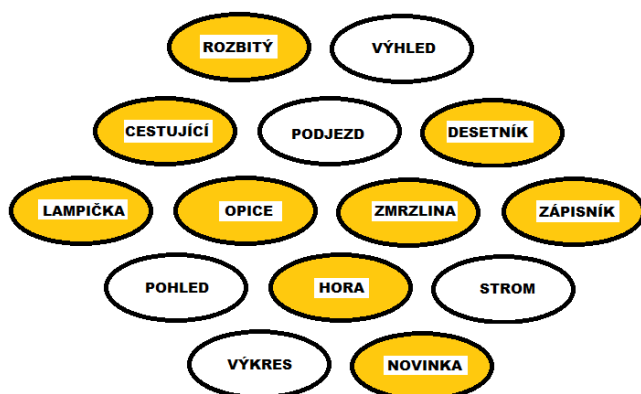 ROZBITÝ VÝHLED
CESTUJÍCÍ PODJEZD DESETNÍK
LAMPIČKA OPICE ZMRZLINA ZÁPISNÍK
POHLED HORA STROM
VÝKRES NOVINKA